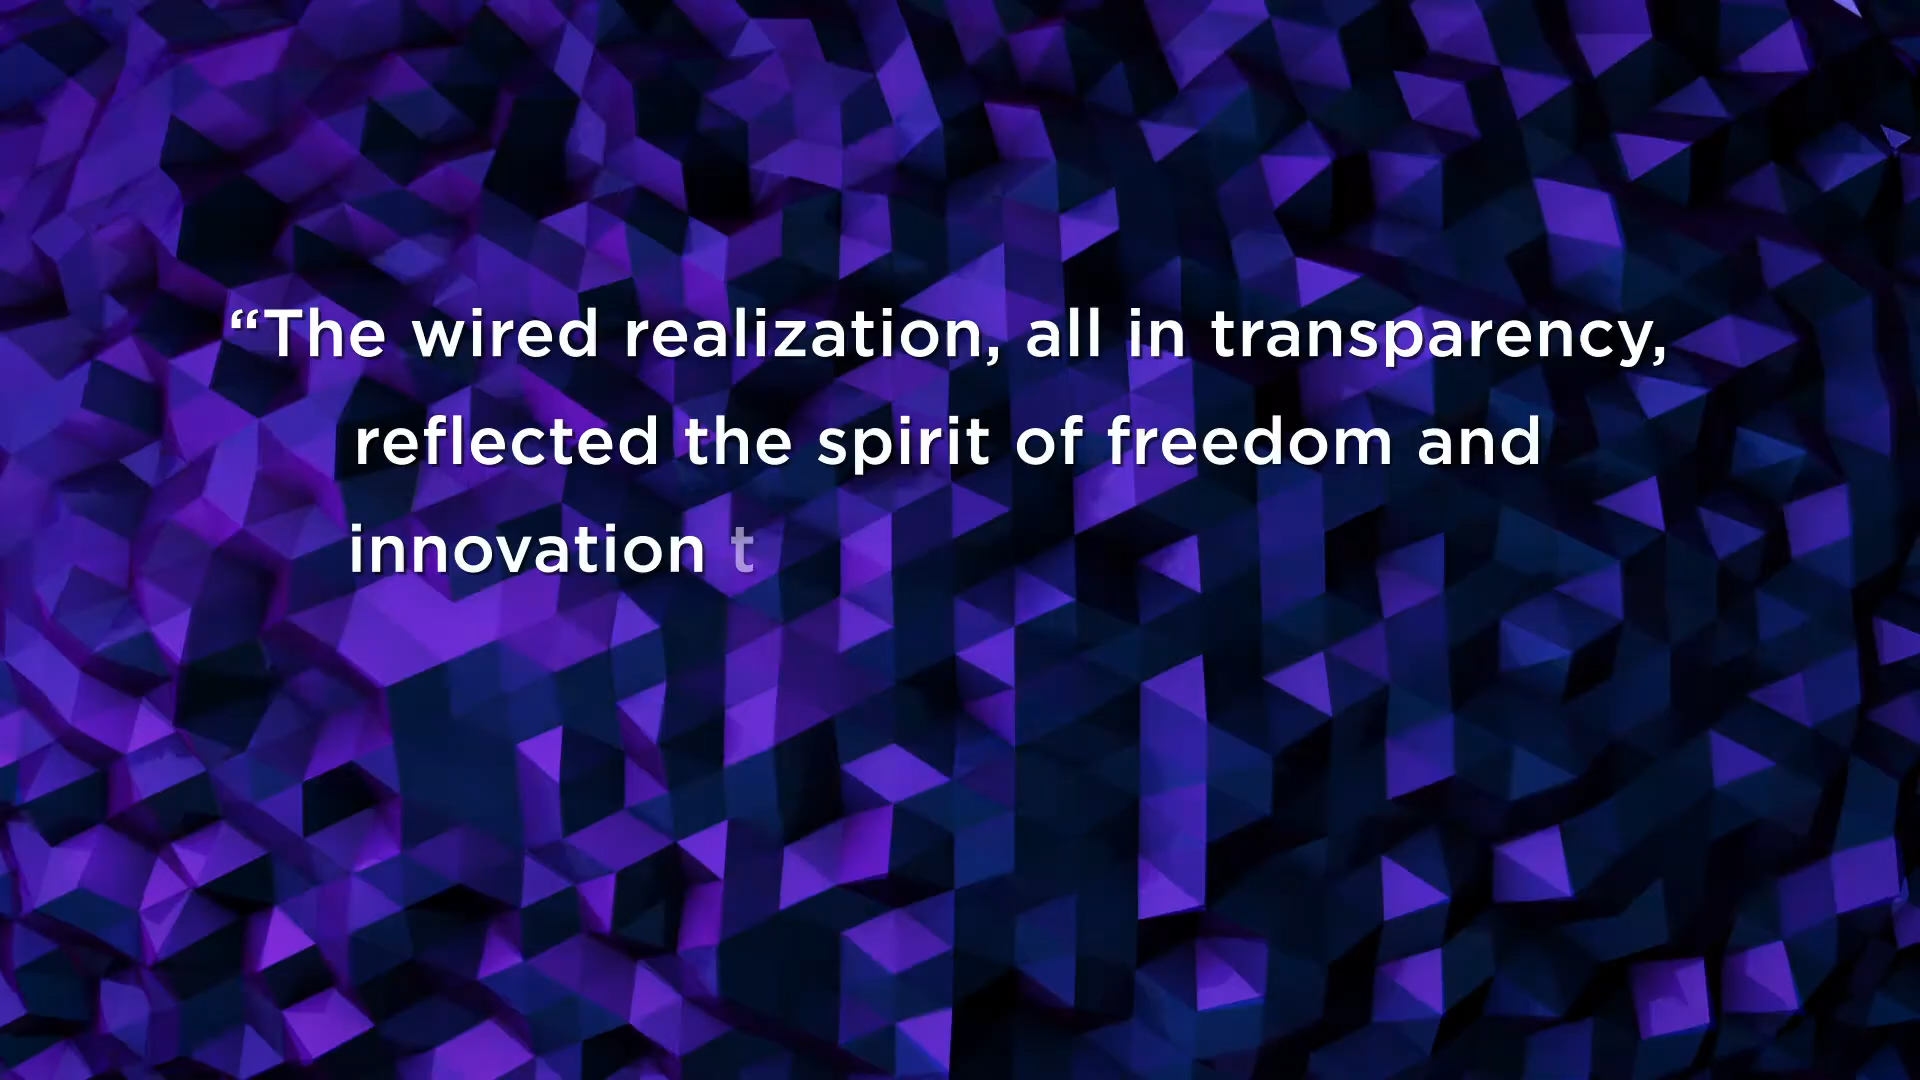 “The wired realization, all in transparency,
reflected the spirit of freedom and
innovation t